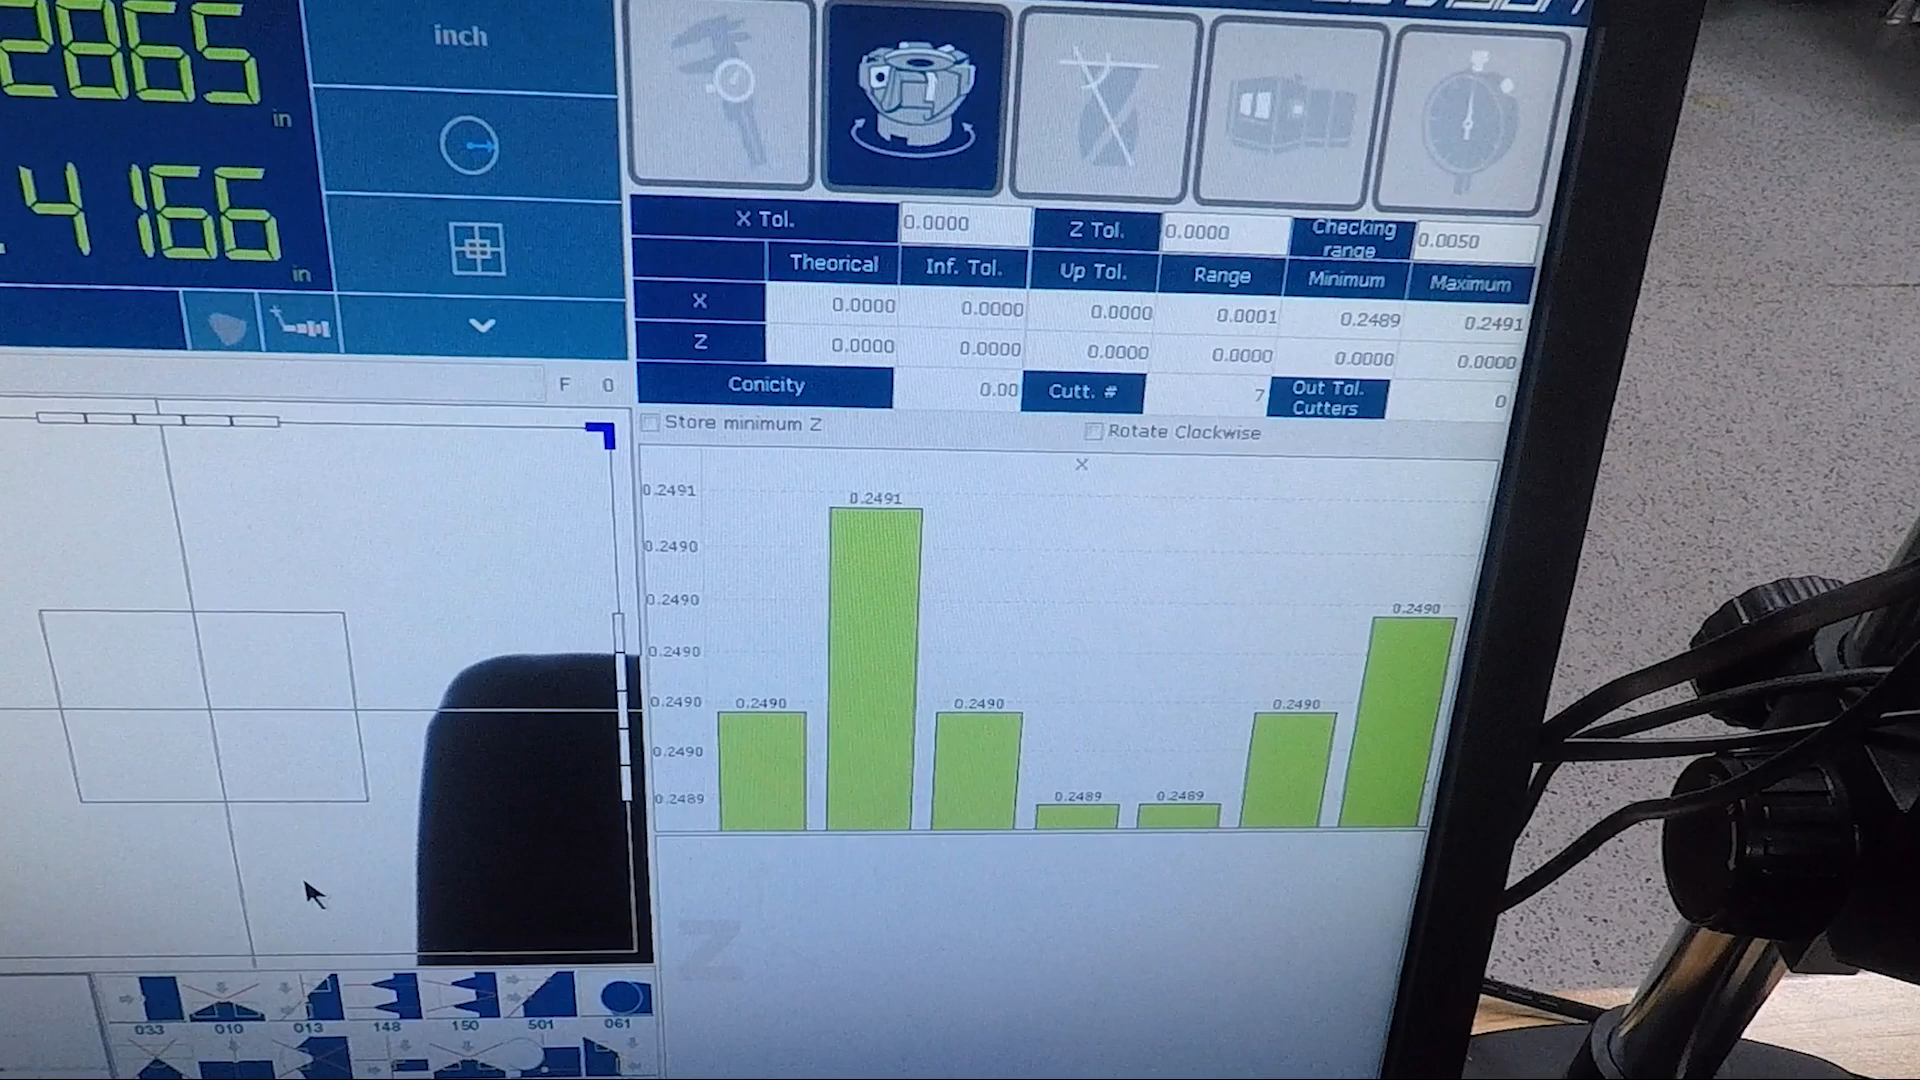 2865
in
.4166
in
inch
X Tol. 0.0000 Z Tol. 0.0000 Checking range 0.0050
Theorical Inf. Tol. Up Tol. Range Minimum Maximum
X 0.0000 0.0000 0.0000 0.0001 0.2489 0.2491
Z 0.0000 0.0000 0.0000 0.0000 0.0000 0.0000
Conicity 0.00 Cutt. # 7 Out Tol. Cutters 0
F 0
Store minimum Z Rotate Clockwise
X
0.2491
0.2490
0.2490
0.2490
0.2490
0.2490
0.2489
0.2490 0.2491 0.2490 0.2489 0.2489 0.2490 0.2490
Z
033 010 013 148 150 501 061